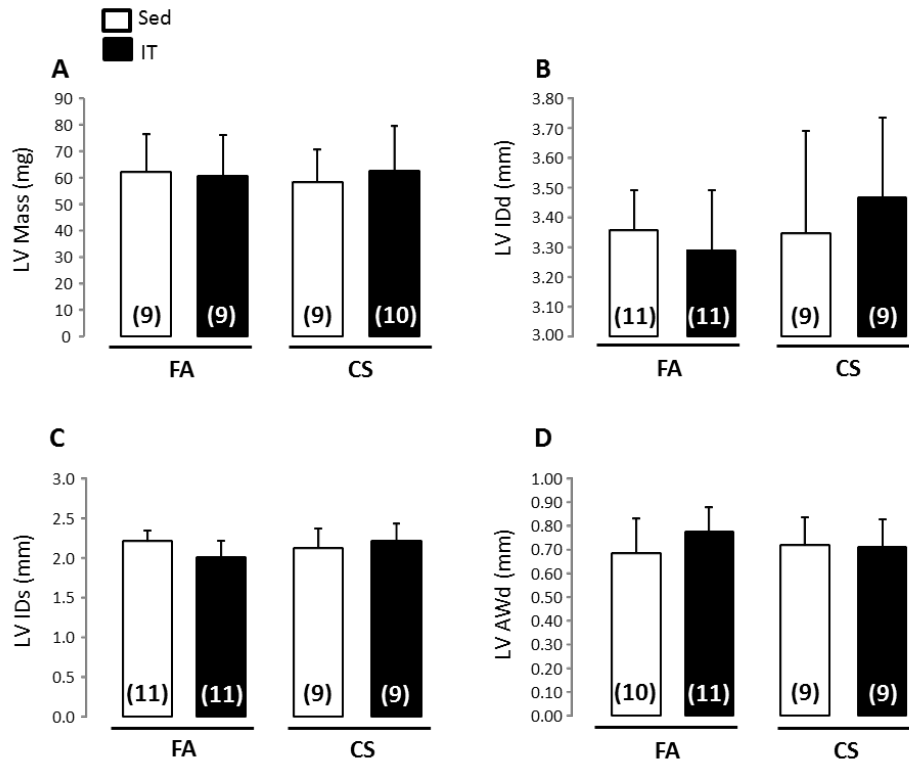 Sed
IT
A
LV Mass (mg)
90
80
70
60
50
40
30
20
10
0
(9) (9) (9) (10)
FA CS
B
LV IDd (mm)
3.80
3.70
3.60
3.50
3.40
3.30
3.20
3.10
3.00
(11) (11) (9) (9)
FA CS
C
LV IDs (mm)
3.0
2.5
2.0
1.5
1.0
0.5
0.0
(11) (11) (9) (9)
FA CS
D
LV AWd (mm)
1.00
0.90
0.80
0.70
0.60
0.50
0.40
0.30
0.20
0.10
0.00
(10) (11) (9) (9)
FA CS